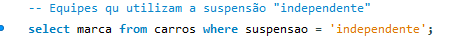 -- Equipes qu utilizam a suspensão "independente"
select marca from carros where suspensao = 'independente';